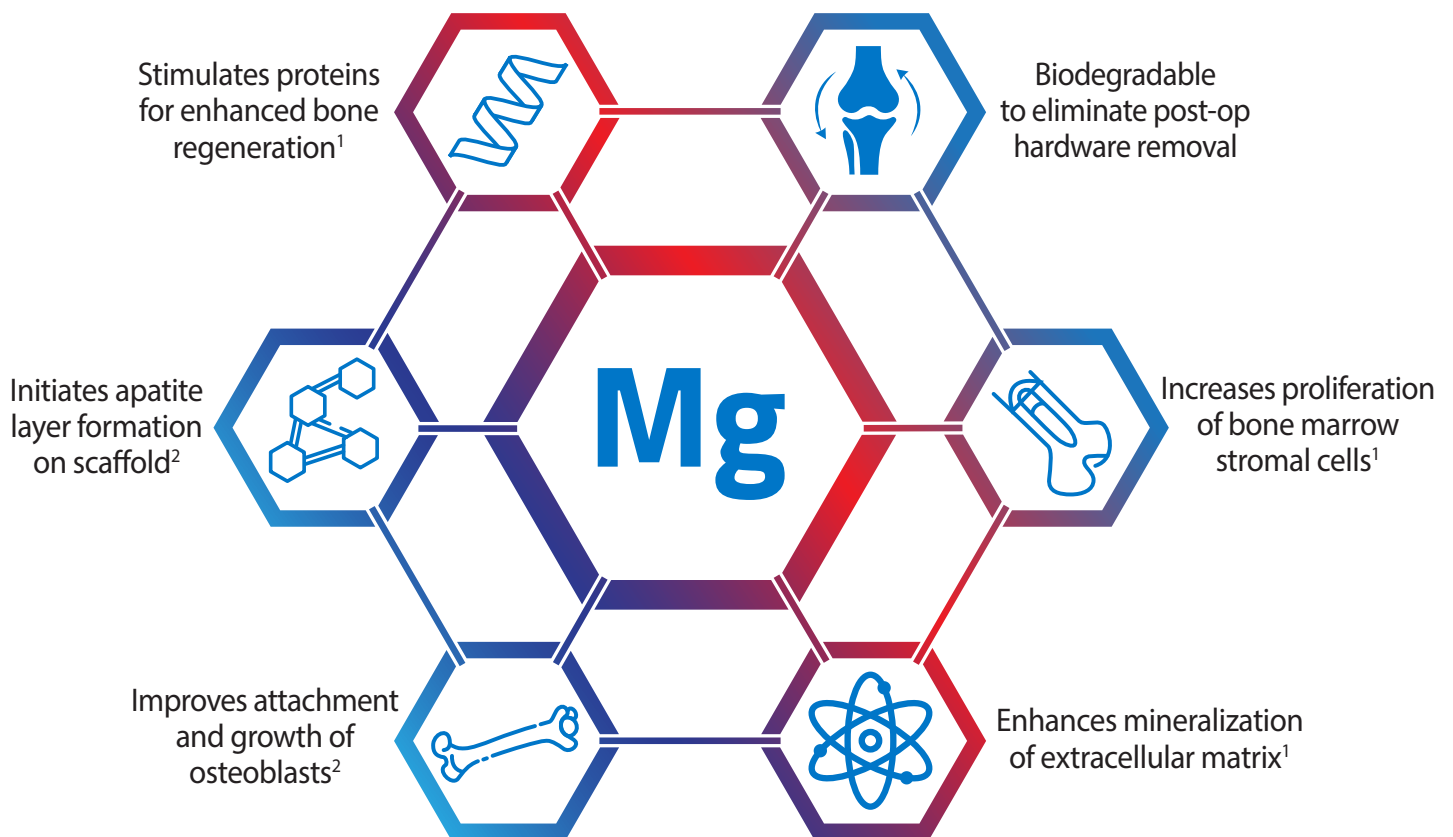 Stimulates proteins
for enhanced bone
regeneration¹
Biodegradable
to eliminate post-op
hardware removal
Initiates apatite
layer formation
on scaffold²
Mg
Increases proliferation
of bone marrow
stromal cells¹
Improves attachment
and growth of
osteoblasts²
Enhances mineralization
of extracellular matrix¹